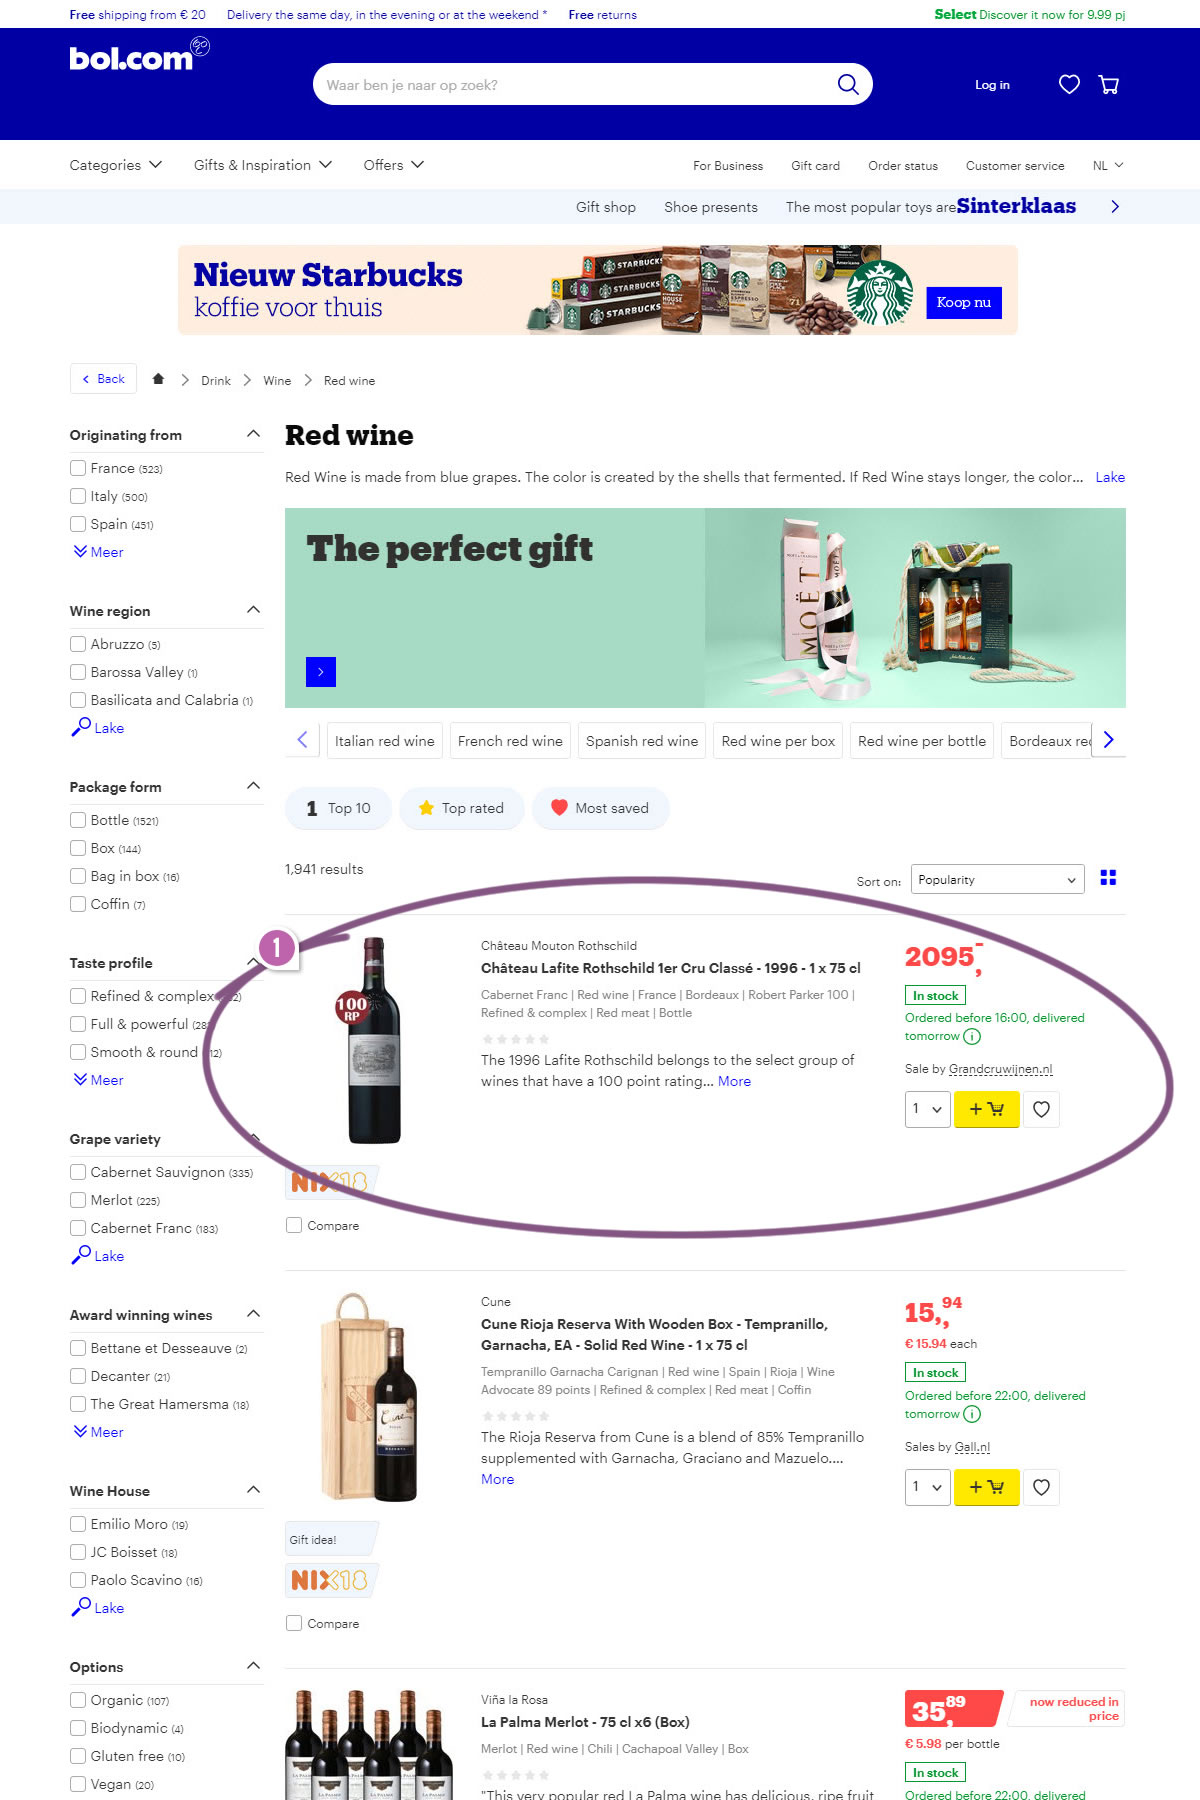 Free shipping from € 20 Delivery the same day, in the evening or at the weekend * Free returns Select Discover it now for 9.99 pj
bol.com
Waar ben je naar op zoek?
Log in
Categories Gifts & Inspiration Offers For Business Gift card Order status Customer service NL
Gift shop Shoe presents The most popular toys are Sinterklaas
Nieuw Starbucks
koffie voor thuis
STARBUCKS
STARBUCKS
STARBUCKS
Koop nu
Back Drink Wine Red wine
Originating from
France (523)
Italy (500)
Spain (451)
Meer
Wine region
Abruzzo (5)
Barossa Valley (1)
Basilicata and Calabria (1)
Lake
Package form
Bottle (1521)
Box (144)
Bag in box (16)
Coffin (7)
Taste profile
Refined & complex
Full & powerful
Smooth & round
Meer
Grape variety
Cabernet Sauvignon (335)
Merlot (225)
Cabernet Franc (183)
Lake
Award winning wines
Bettane et Desseauve (2)
Decanter (21)
The Great Hamersma (18)
Meer
Wine House
Emilio Moro (19)
JC Boisset (18)
Paolo Scavino (16)
Lake
Options
Organic (107)
Biodynamic (4)
Gluten free (10)
Vegan (20)
Red wine
Red Wine is made from blue grapes. The color is created by the shells that fermented. If Red Wine stays longer, the color... Lake
The perfect gift
MOËT
Italian red wine French red wine Spanish red wine Red wine per box Red wine per bottle Bordeaux
1 Top 10 Top rated Most saved
1,941 results
Sort on: Popularity
1
100
RP
Château Mouton Rothschild
Château Lafite Rothschild 1er Cru Classé - 1996 - 1 x 75 cl
Cabernet Franc | Red wine | France | Bordeaux | Robert Parker 100 |
Refined & complex | Red meat | Bottle
The 1996 Lafite Rothschild belongs to the select group of
wines that have a 100 point rating... More
2095,-
In stock
Ordered before 16:00, delivered
tomorrow
Sale by Grandcruwijnen.nl
1 +
NIX18
Compare
Cune
Cune Rioja Reserva With Wooden Box - Tempranillo,
Garnacha, EA - Solid Red Wine - 1 x 75 cl
Tempranillo Garnacha Carignan | Red wine | Spain | Rioja | Wine
Advocate 89 points | Refined & complex | Red meat | Coffin
The Rioja Reserva from Cune is a blend of 85% Tempranillo
supplemented with Garnacha, Graciano and Mazuelo....
More
15,,94
€ 15.94 each
In stock
Ordered before 22:00, delivered
tomorrow
Sales by Gall.nl
1 +
Cune
Gift idea!
NIX18
Compare
Viña la Rosa
La Palma Merlot - 75 cl x6 (Box)
Merlot | Red wine | Chili | Cachapoal Valley | Box
"This very popular red La Palma wine has delicious, ripe fruit
35,89
now reduced in
price
€ 5.98 per bottle
In stock
Ordered before 22:00, delivered